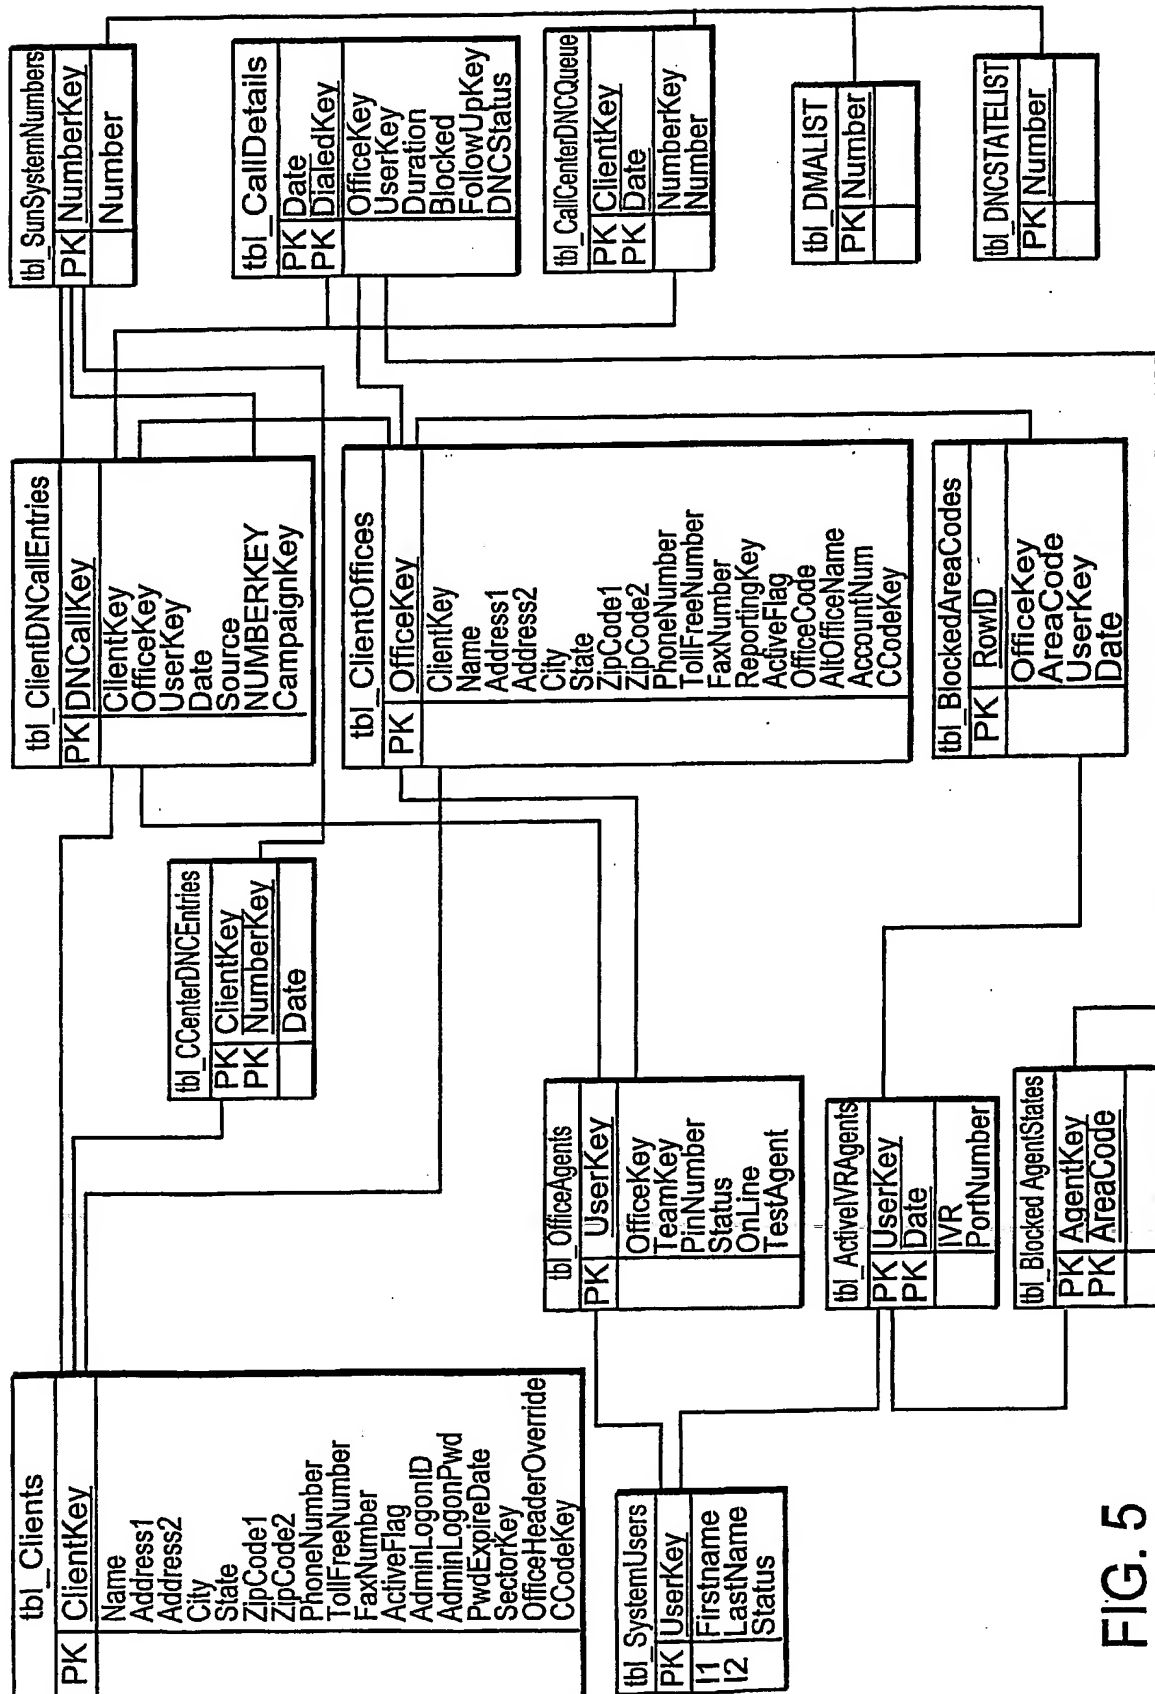 tbl_Clients
PK ClientKey
Name
Address1
Address2
City
State
ZipCode1
ZipCode2
PhoneNumber
TollFreeNumber
FaxNumber
ActiveFlag
AdminLogonID
AdminLogonPwd
PwdExpireDate
SectorKey
OfficeHeaderOverride
CCodeKey
tbl_SystemUsers
PK UserKey
I1 Firstname
I2 LastName
Status
tbl_CCenterDNCEntries
PK ClientKey
PK NumberKey
Date
tbl_OfficeAgents
PK UserKey
OfficeKey
TeamKey
PinNumber
Status
OnLine
TestAgent
tbl_ActiveIVRAgents
PK UserKey
PK Date
IVR
PortNumber
tbl_Blocked AgentStates
PK AgentKey
PK AreaCode
tbl_ClientDNCallEntries
PK DNCallKey
ClientKey
OfficeKey
UserKey
Date
Source
NUMBERKEY
CampaignKey
tbl_ClientOffices
PK OfficeKey
ClientKey
Name
Address1
Address2
City
State
ZipCode1
ZipCode2
PhoneNumber
TollFreeNumber
FaxNumber
ReportingKey
ActiveFlag
OfficeCode
AltOfficeName
AccountNum
CCodeKey
tbl_BlockedAreaCodes
PK RowID
OfficeKey
AreaCode
UserKey
Date
tbl_SunSystemNumbers
PK NumberKey
Number
tbl_CallDetails
PK Date
PK DialedKey
OfficeKey
UserKey
Duration
Blocked
FollowUpKey
DNCStatus
tbl_CallCenterDNCQueue
PK ClientKey
PK Date
NumberKey
Number
tbl_DMALIST
PK Number
tbl_DNCSTATELIST
PK Number
FIG. 5